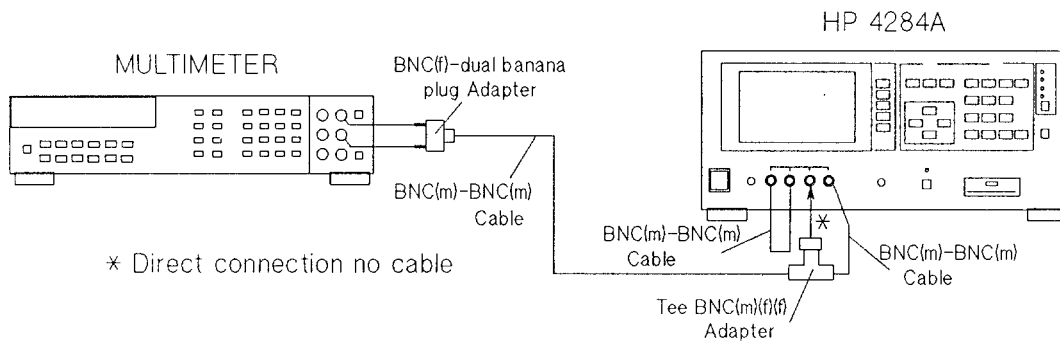 HP 4284A
MULTIMETER
BNC(f)-dual banana
plug Adapter
BNC(m)-BNC(m)
Cable
BNC(m)-BNC(m)
Cable
*
BNC(m)-BNC(m)
Cable
* Direct connection no cable
Tee BNC(m)(f)(f)
Adapter